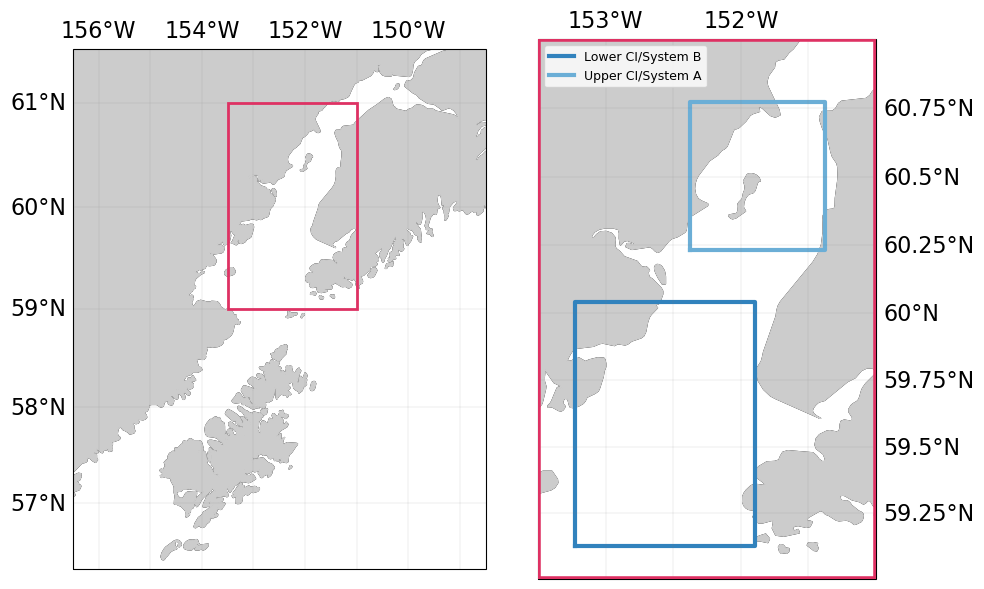 156°W 154°W 152°W 150°W
61°N
60°N
59°N
58°N
57°N
153°W 152°W
Lower CI/System B
Upper CI/System A
60.75°N
60.5°N
60.25°N
60°N
59.75°N
59.5°N
59.25°N